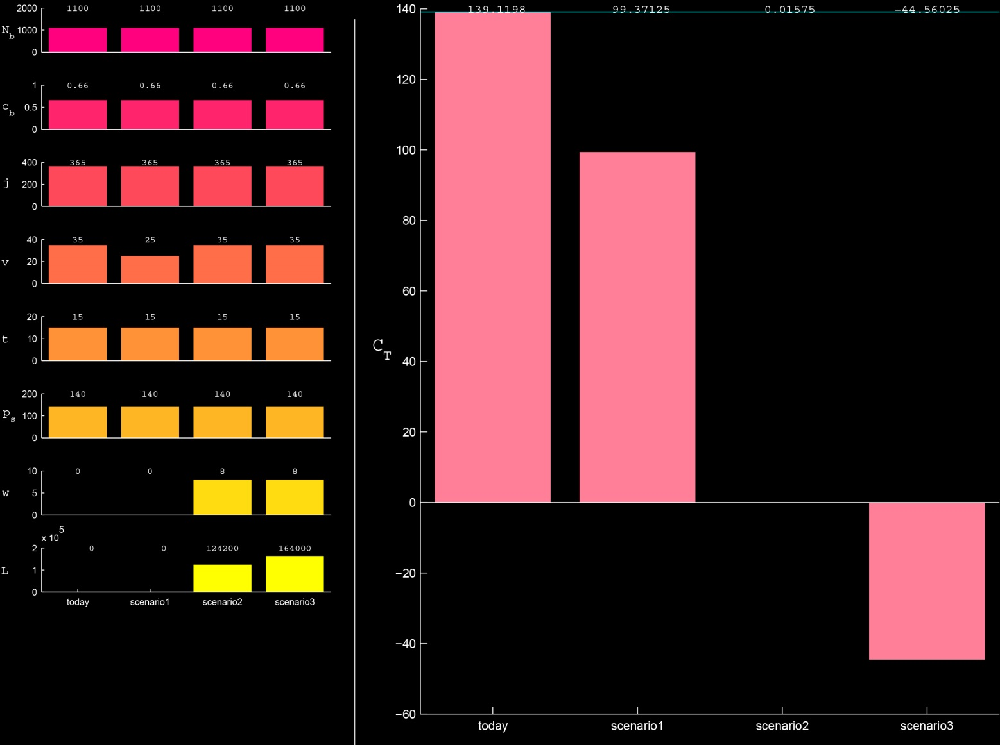 2000
1000
0
N_b
1100 1100 1100 1100
1
0.5
0
c_b
0.66 0.66 0.66 0.66
400
200
0
j
365 365 365 365
40
20
0
v
35 25 35 35
20
10
0
t
15 15 15 15
200
100
0
p_s
140 140 140 140
10
5
0
w
0 0 8 8
x 10^5
2
1
0
L
0 0 124200 164000
today scenario1 scenario2 scenario3
140
120
100
80
60
40
20
0
−20
−40
−60
C_T
139.1198 99.37125 0.01575 −44.56025
today scenario1 scenario2 scenario3